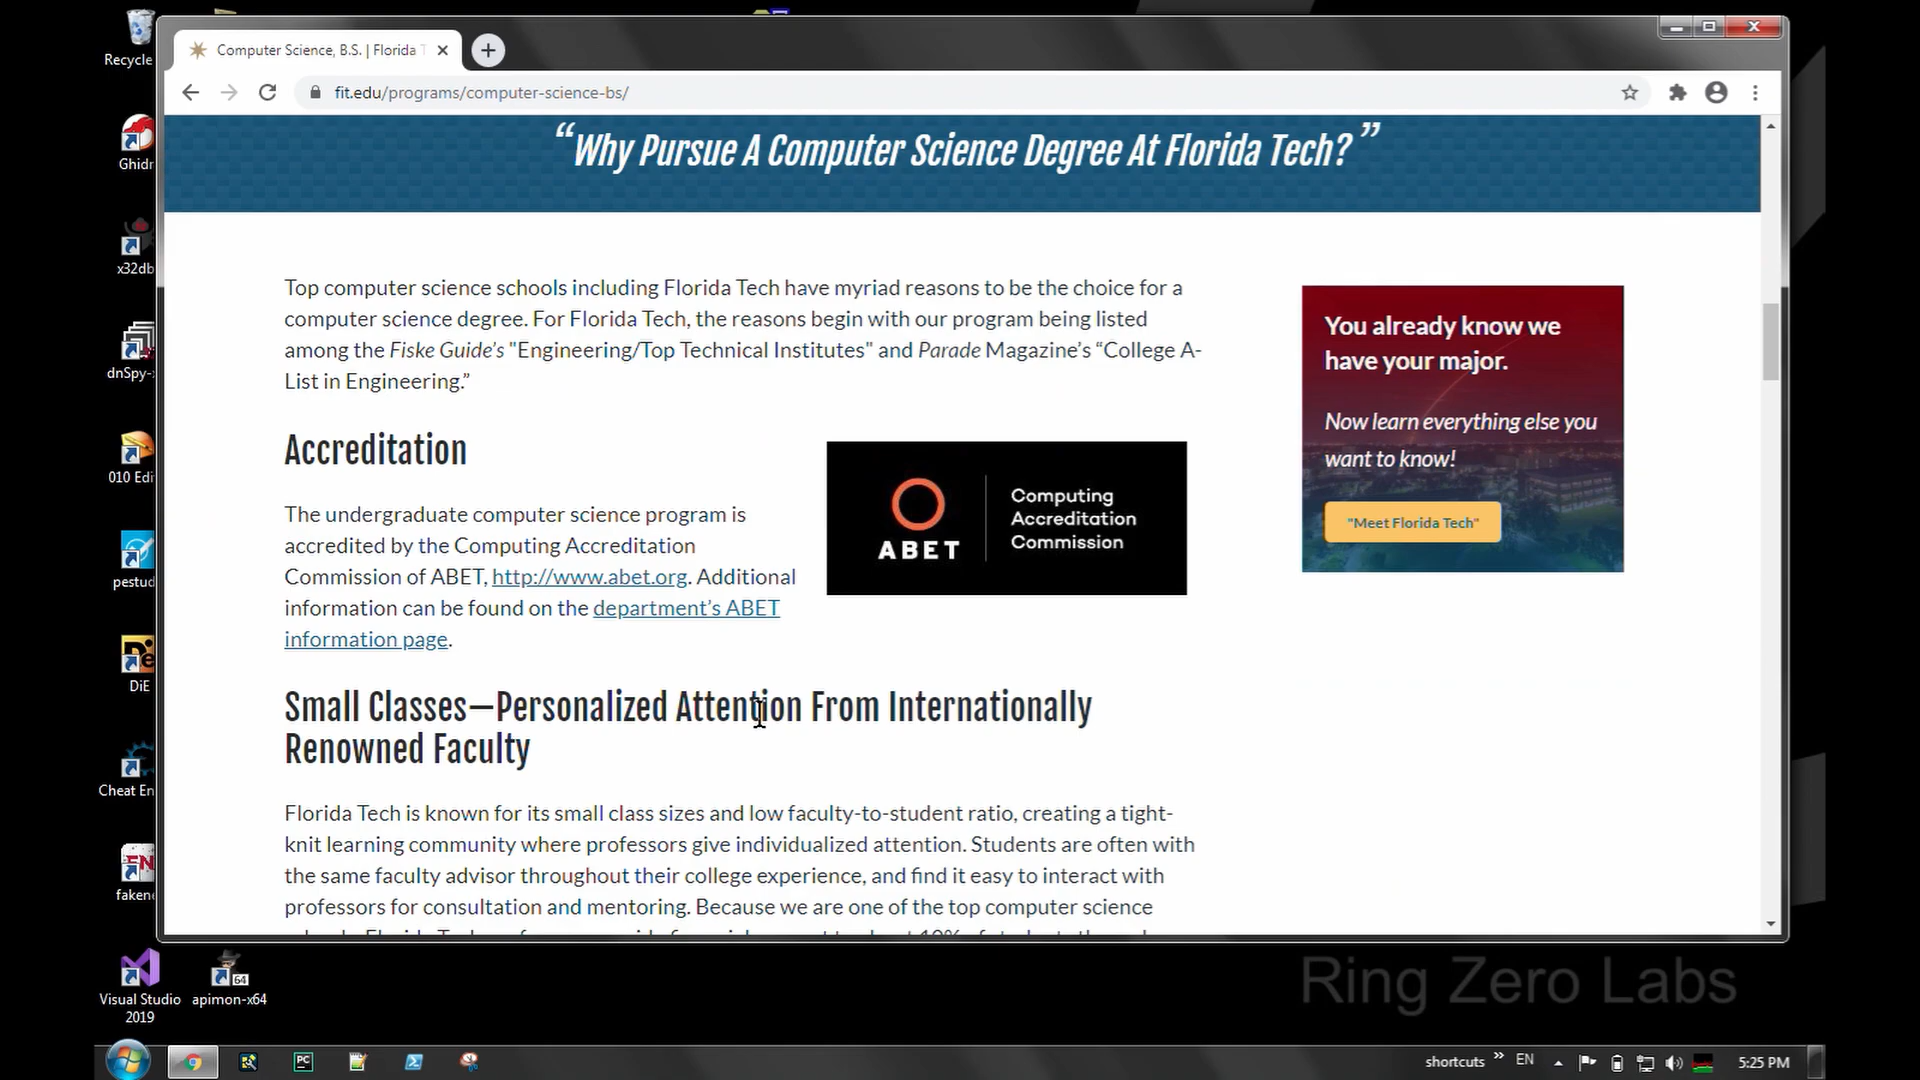 Recycle
Computer Science, B.S. | Florida T
fit.edu/programs/computer-science-bs/
“Why Pursue A Computer Science Degree At Florida Tech?”
Ghidr
x32db
dnSpy-
010 Edi
pestud
DiE
Cheat En
faken
Top computer science schools including Florida Tech have myriad reasons to be the choice for a
computer science degree. For Florida Tech, the reasons begin with our program being listed
among the Fiske Guide’s "Engineering/Top Technical Institutes" and Parade Magazine’s “College A-
List in Engineering.”
Accreditation
The undergraduate computer science program is
accredited by the Computing Accreditation
Commission of ABET, http://www.abet.org. Additional
information can be found on the department’s ABET
information page.
ABET
Computing
Accreditation
Commission
You already know we
have your major.
Now learn everything else you
want to know!
"Meet Florida Tech"
Small Classes—Personalized Attention From Internationally
Renowned Faculty
Florida Tech is known for its small class sizes and low faculty-to-student ratio, creating a tight-
knit learning community where professors give individualized attention. Students are often with
the same faculty advisor throughout their college experience, and find it easy to interact with
professors for consultation and mentoring. Because we are one of the top computer science
Visual Studio
2019
64
apimon-x64
Ring Zero Labs
PC
shortcuts
EN
5:25 PM